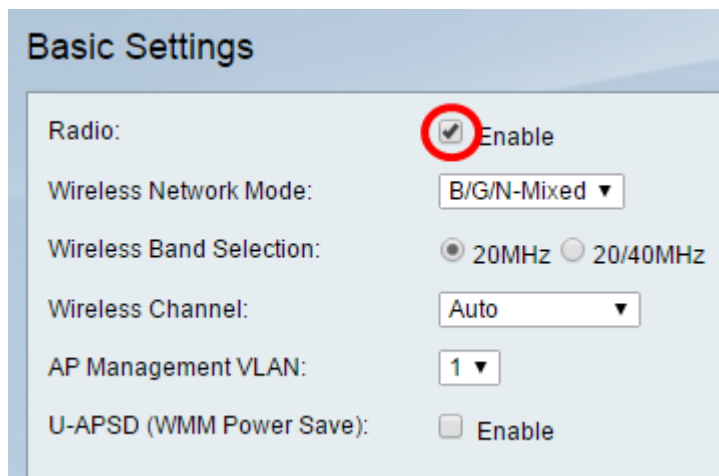 Basic Settings
Radio: Enable
Wireless Network Mode: B/G/N-Mixed
Wireless Band Selection: 20MHz 20/40MHz
Wireless Channel: Auto
AP Management VLAN: 1
U-APSD (WMM Power Save): Enable